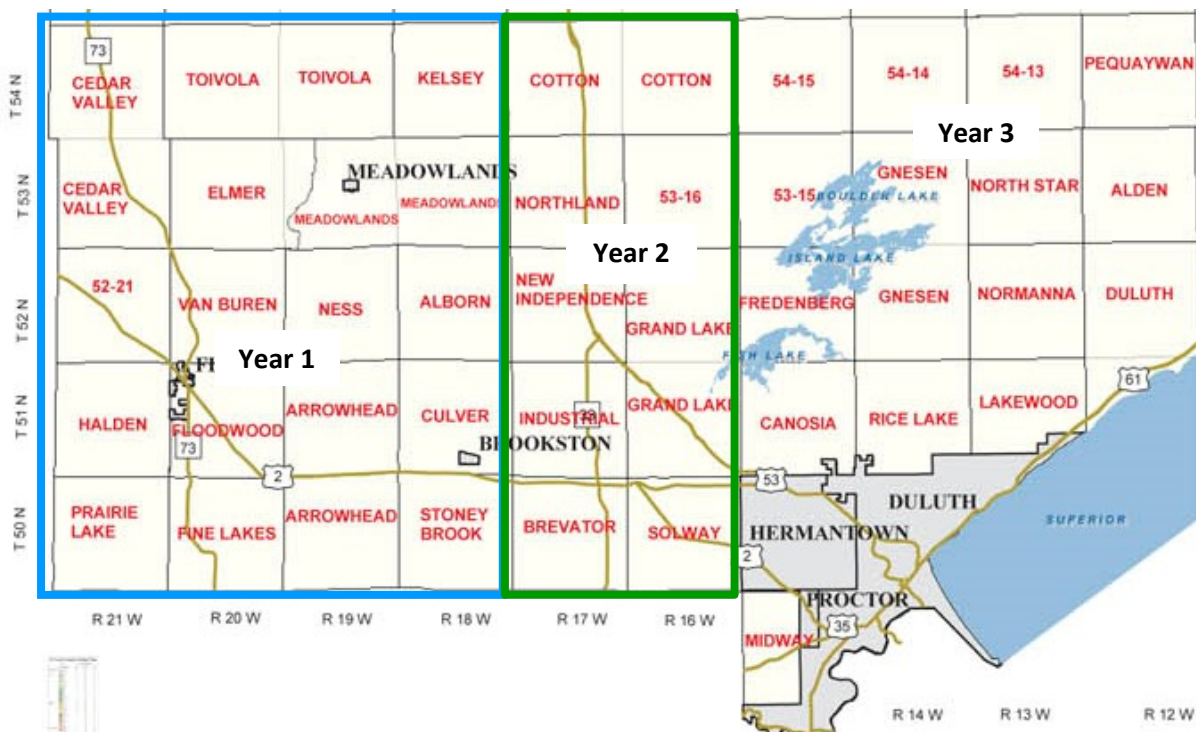 T 54 N
73
CEDAR
VALLEY
TOIVOLA
TOIVOLA
KELSEY
COTTON
COTTON
54-15
54-14
54-13
PEQUAYWAN
Year 3
T 53 N
CEDAR
VALLEY
ELMER
MEADOWLANDS
MEADOWLANDS
MEADOWLANDS
NORTHLAND
53-16
53-15
GNESEN
BOULDER LAKE
NORTH STAR
ALDEN
Year 2
T 52 N
52-21
VAN BUREN
NESS
ALBORN
NEW
INDEPENDENCE
GRAND LAKE
ISLAND LAKE
FREDENBERG
GNESEN
NORMANNA
DULUTH
Year 1
FISH LAKE
61
T 51 N
HALDEN
FLOODWOOD
73
ARROWHEAD
CULVER
BROOKSTON
INDUSTRIAL
33
GRAND LAKE
CANOSIA
RICE LAKE
LAKEWOOD
2
53
T 50 N
PRAIRIE
LAKE
FINE LAKES
ARROWHEAD
STONEY
BROOK
BREVATOR
SOLWAY
DULUTH
HERMANTOWN
SUPERIOR
2
PROCTOR
35
MIDWAY
R 21 W
R 20 W
R 19 W
R 18 W
R 17 W
R 16 W
R 14 W
R 13 W
R 12 W